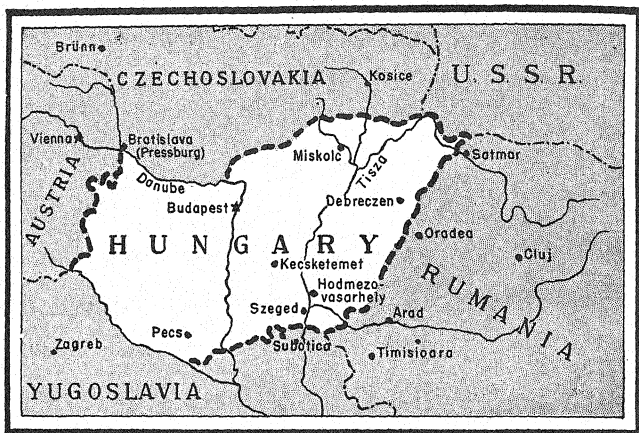 Brünn
CZECHOSLOVAKIA
Kosice
U. S. S. R.
Vienna
Bratislava
(Pressburg)
Miskolc
Tisza
Satmar
AUSTRIA
Danube
Budapest
Debreczen
HUNGARY
Oradea
Kecsketemet
Cluj
RUMANIA
Hodmezo-
vasarhely
Szeged
Arad
Pecs
Subotica
Zagreb
Timisioara
YUGOSLAVIA